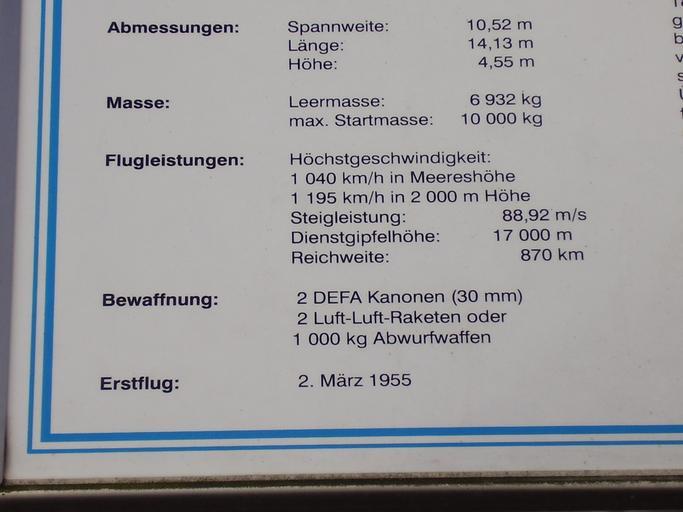 Abmessungen: Spannweite: 10,52 m
Länge: 14,13 m
Höhe: 4,55 m
Masse: Leermasse: 6 932 kg
max. Startmasse: 10 000 kg
Flugleistungen: Höchstgeschwindigkeit:
1 040 km/h in Meereshöhe
1 195 km/h in 2 000 m Höhe
Steigleistung: 88,92 m/s
Dienstgipfelhöhe: 17 000 m
Reichweite: 870 km
Bewaffnung: 2 DEFA Kanonen (30 mm)
2 Luft-Luft-Raketen oder
1 000 kg Abwurfwaffen
Erstflug: 2. März 1955